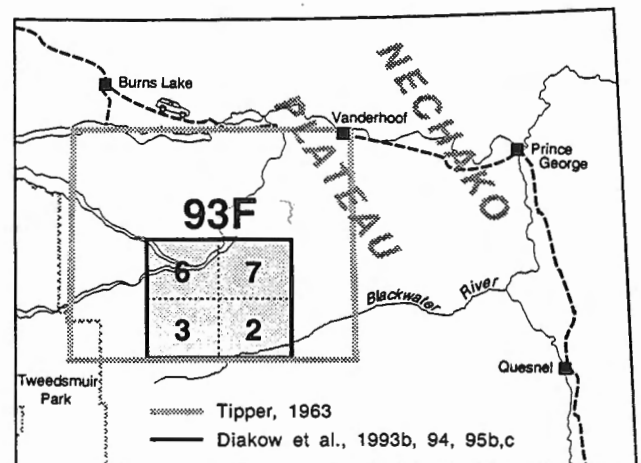 Burns Lake
NECHAKO
PLATEAU
Vanderhoof
Prince
George
93F
6
7
Blackwater River
3
2
Quesnel
Tweedsmuir
Park
Tipper, 1963
Diakow et al., 1993b, 94, 95b,c